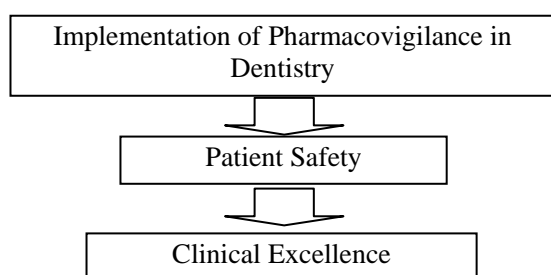 Implementation of Pharmacovigilance in
Dentistry
Patient Safety
Clinical Excellence